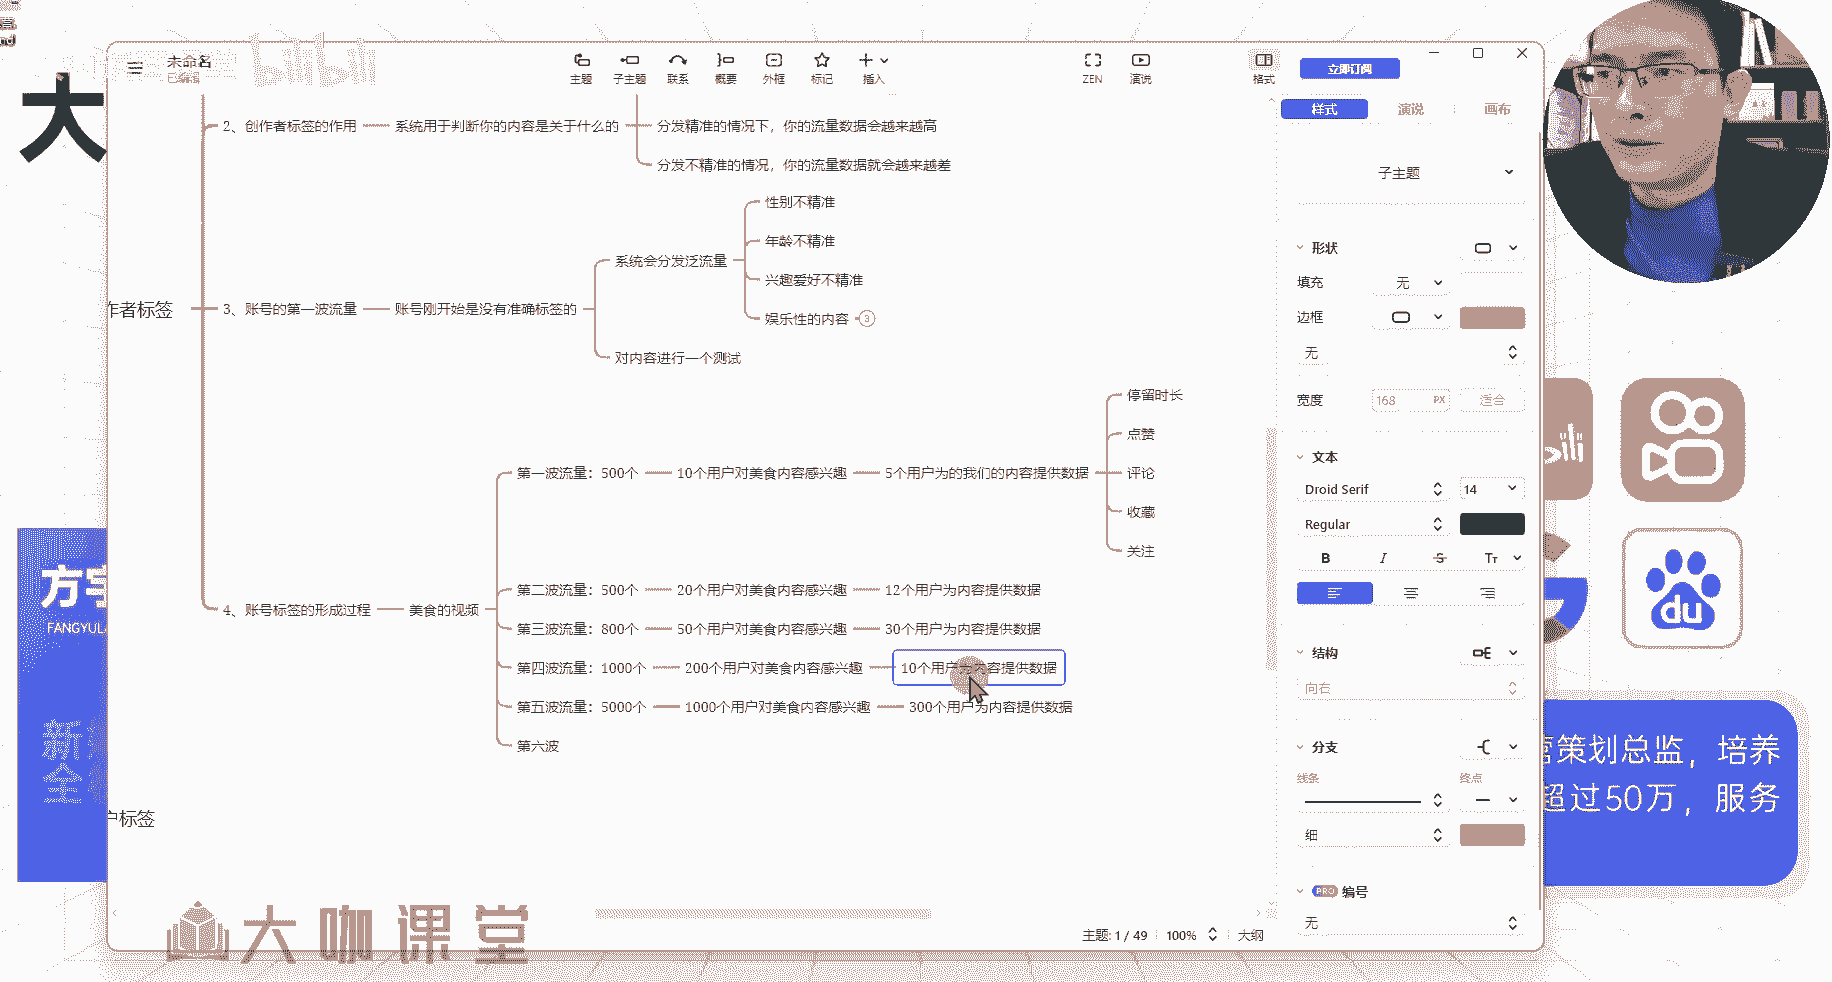 大
未命名
已编辑
bilibili
主题
子主题
联系
概要
外框
标记
插入
ZEN
演说
格式
立即订阅
样式
演说
画布
2、创作者标签的作用
系统用于判断你的内容是关于什么的
分发精准的情况下，你的流量数据会越来越高
分发不精准的情况，你的流量数据就会越来越差
作者标签
3、账号的第一波流量
账号刚开始是没有准确标签的
系统会分发泛流量
性别不精准
年龄不精准
兴趣爱好不精准
娱乐性的内容
3
对内容进行一个测试
4、账号标签的形成过程
美食的视频
第一波流量：500个
10个用户对美食内容感兴趣
5个用户为的我们的内容提供数据
停留时长
点赞
评论
收藏
关注
第二波流量：500个
20个用户对美食内容感兴趣
12个用户为内容提供数据
第三波流量：800个
50个用户对美食内容感兴趣
30个用户为内容提供数据
第四波流量：1000个
200个用户对美食内容感兴趣
10个用户为内容提供数据
第五波流量：5000个
1000个用户对美食内容感兴趣
300个用户为内容提供数据
第六波
户标签
子主题
形状
填充
无
边框
无
宽度
168
PX
适合
文本
Droid Serif
14
Regular
B
I
S
Tт
结构
向右
分支
线条
终点
细
PRO
编号
无
主题: 1 / 49
100%
大纲
大咖课堂
方宇
FANGYUL
新
全
du
营策划总监，培养
超过50万，服务